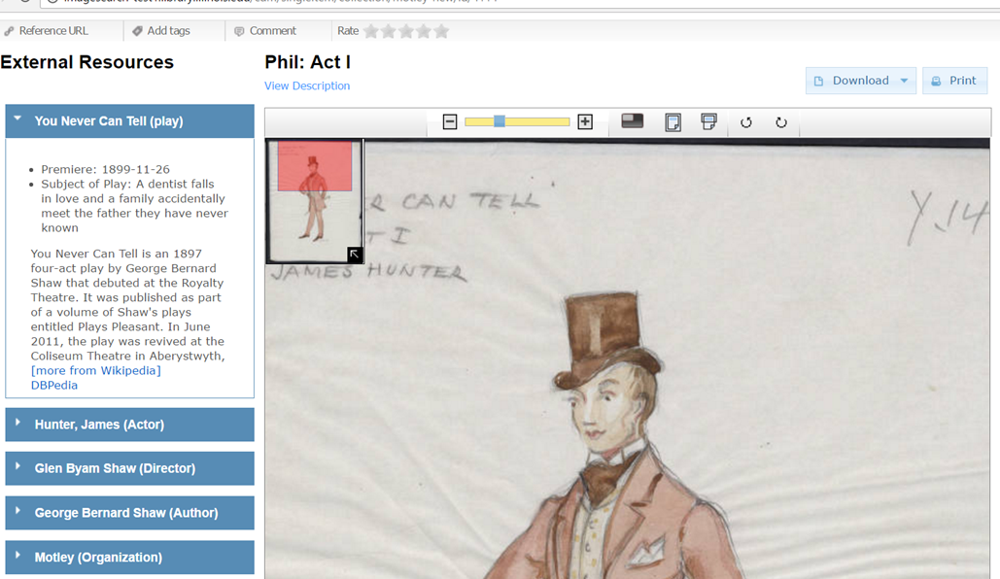 Reference URL
Add tags
Comment
Rate
External Resources
You Never Can Tell (play)
Premiere: 1899-11-26
Subject of Play: A dentist falls
in love and a family accidentally
meet the father they have never
known
You Never Can Tell is an 1897
four-act play by George Bernard
Shaw that debuted at the Royalty
Theatre. It was published as part
of a volume of Shaw's plays
entitled Plays Pleasant. In June
2011, the play was revived at the
Coliseum Theatre in Aberystwyth,
[more from Wikipedia]
DBPedia
Hunter, James (Actor)
Glen Byam Shaw (Director)
George Bernard Shaw (Author)
Motley (Organization)
Phil: Act I
View Description
Download
Print
R CAN TELL
T I
JAMES HUNTER
Y.14